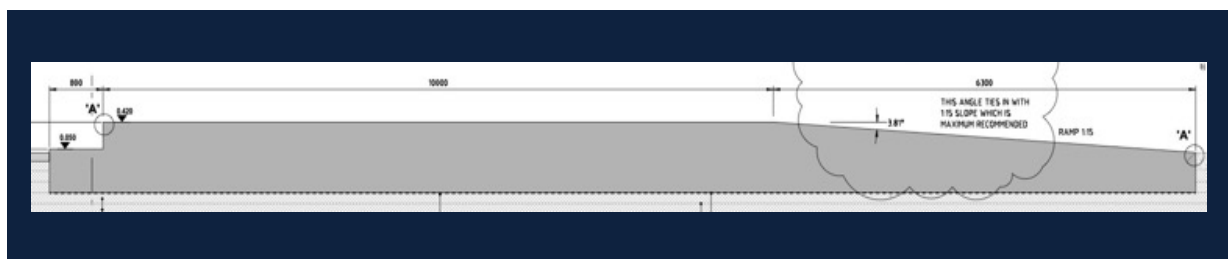 800
10000
6300
'A'
0.420
0.050
3.81°
THIS ANGLE TIES IN WITH
1:15 SLOPE WHICH IS
MAXIMUM RECOMMENDED
RAMP 1:15
'A'